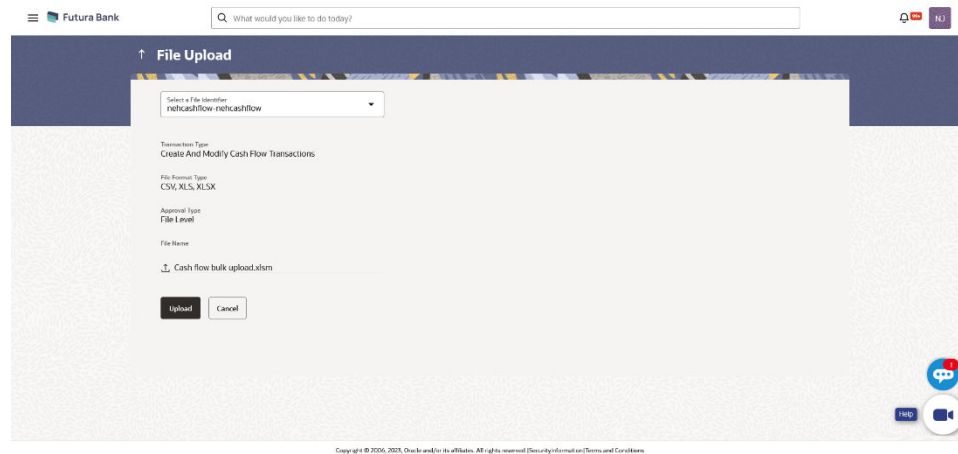 Futura Bank
What would you like to do today?
99+
NJ
↑ File Upload
Select a File Identifier
nehcashflow-nehcashflow
Transaction Type
Create And Modify Cash Flow Transactions
File Format Type
CSV, XLS, XLSX
Approval Type
File Level
File Name
Cash flow bulk upload.xlsm
Upload
Cancel
1
Help
Copyright © 2006, 2023, Oracle and/or its affiliates. All rights reserved.|SecurityInformation|Terms and Conditions